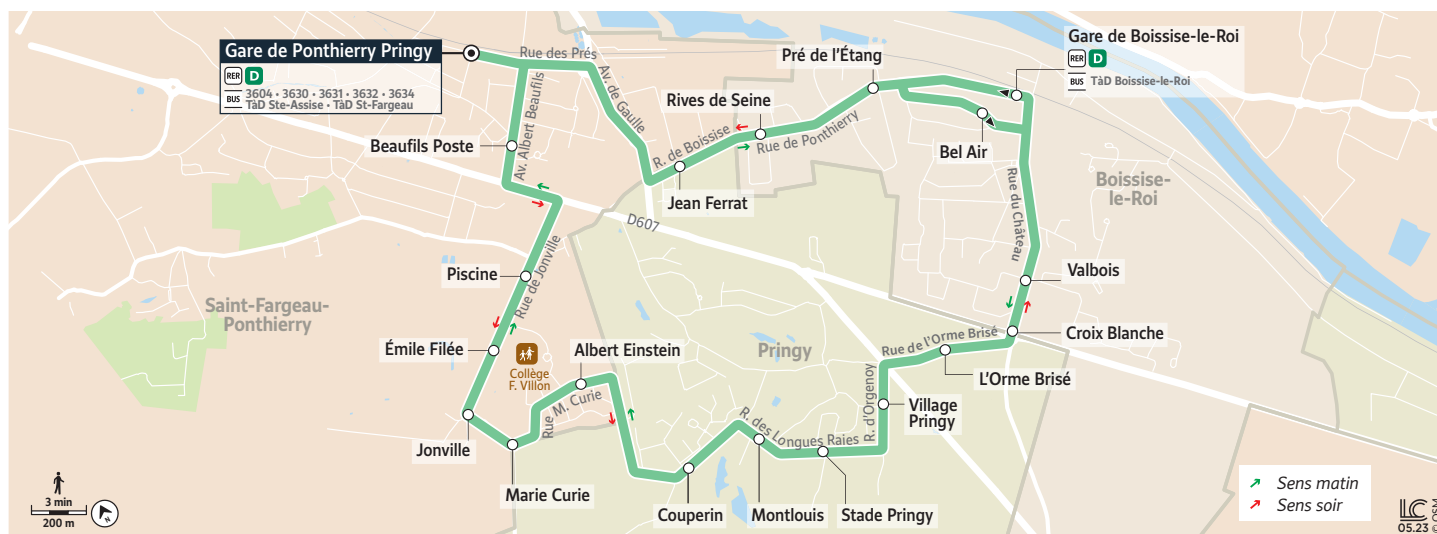 Gare de Ponthierry Pringy
RER D
BUS 3604 • 3630 • 3631 • 3632 • 3634
TàD Ste-Assise • TàD St-Fargeau
Rue des Prés
Av. de Gaulle
Av. Albert Beaufils
Beaufils Poste
Pré de l'Étang
Rives de Seine
R. de Boissise
Rue de Ponthierry
Jean Ferrat
Gare de Boissise-le-Roi
RER D
BUS TàD Boissise-le-Roi
Bel Air
Rue du Château
Boissise-
le-Roi
D607
Piscine
Rue de Jonville
Valbois
Saint-Fargeau-
Ponthierry
Croix Blanche
Émile Filée
Collège
F. Villon
Albert Einstein
Pringy
Rue de l'Orme Brisé
L'Orme Brisé
Rue M. Curie
R. d'Orgenoy
Village
Pringy
R. des Longues Raies
Jonville
Marie Curie
Couperin
Montlouis
Stade Pringy
3 min
200 m
Sens matin
Sens soir
LC
05.23
© OSM